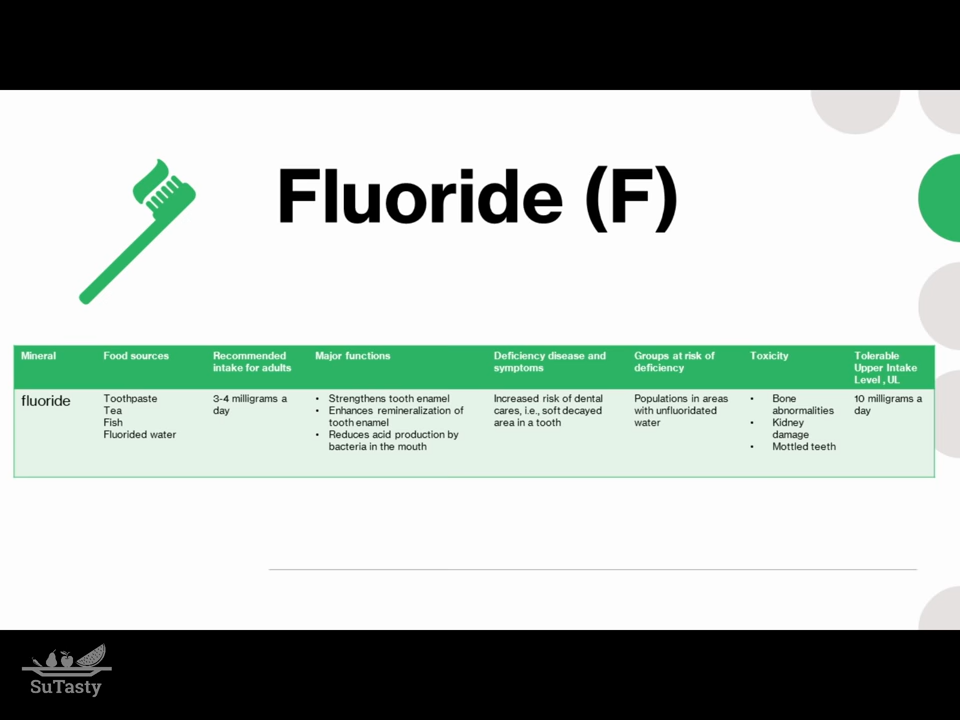 Fluoride (F)
Mineral
Food sources
Recommended
intake for adults
Major functions
Deficiency disease and
symptoms
Groups at risk of
deficiency
Toxicity
Tolerable
Upper Intake
Level , UL
fluoride
Toothpaste
Tea
Fish
Fluorided water
3-4 milligrams a
day
• Strengthens tooth enamel
• Enhances remineralization of
tooth enamel
• Reduces acid production by
bacteria in the mouth
Increased risk of dental
cares, i.e., soft decayed
area in a tooth
Populations in areas
with unfluoridated
water
• Bone
abnormalities
• Kidney
damage
• Mottled teeth
10 milligrams a
day
SuTasty